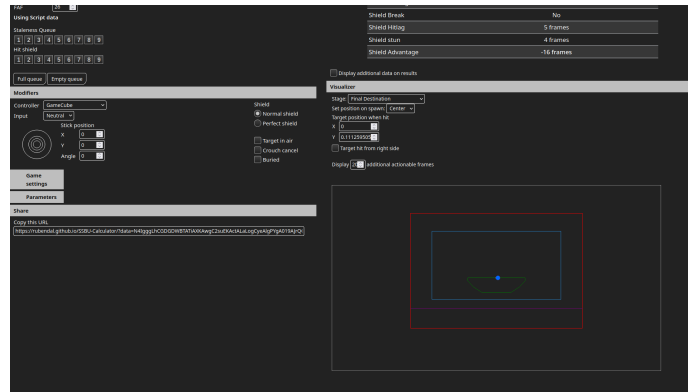 FAF 28
Using Script data
Staleness Queue
1 2 3 4 5 6 7 8 9
Hit shield
1 2 3 4 5 6 7 8 9
Full queue Empty queue
Modifiers
Controller GameCube
Input Neutral
Stick position
X 0
Y 0
Angle 0
Shield
Normal shield
Perfect shield
Target in air
Crouch cancel
Buried
Game settings
Parameters
Share
Copy this URL
Shield Break No
Shield Hitlag 5 frames
Shield stun 4 frames
Shield Advantage -16 frames
Display additional data on results
Visualizer
Stage: Final Destination
Set position on spawn: Center
Target position when hit
X 0
Y 0.111259505
Target hit from right side
Display additional actionable frames